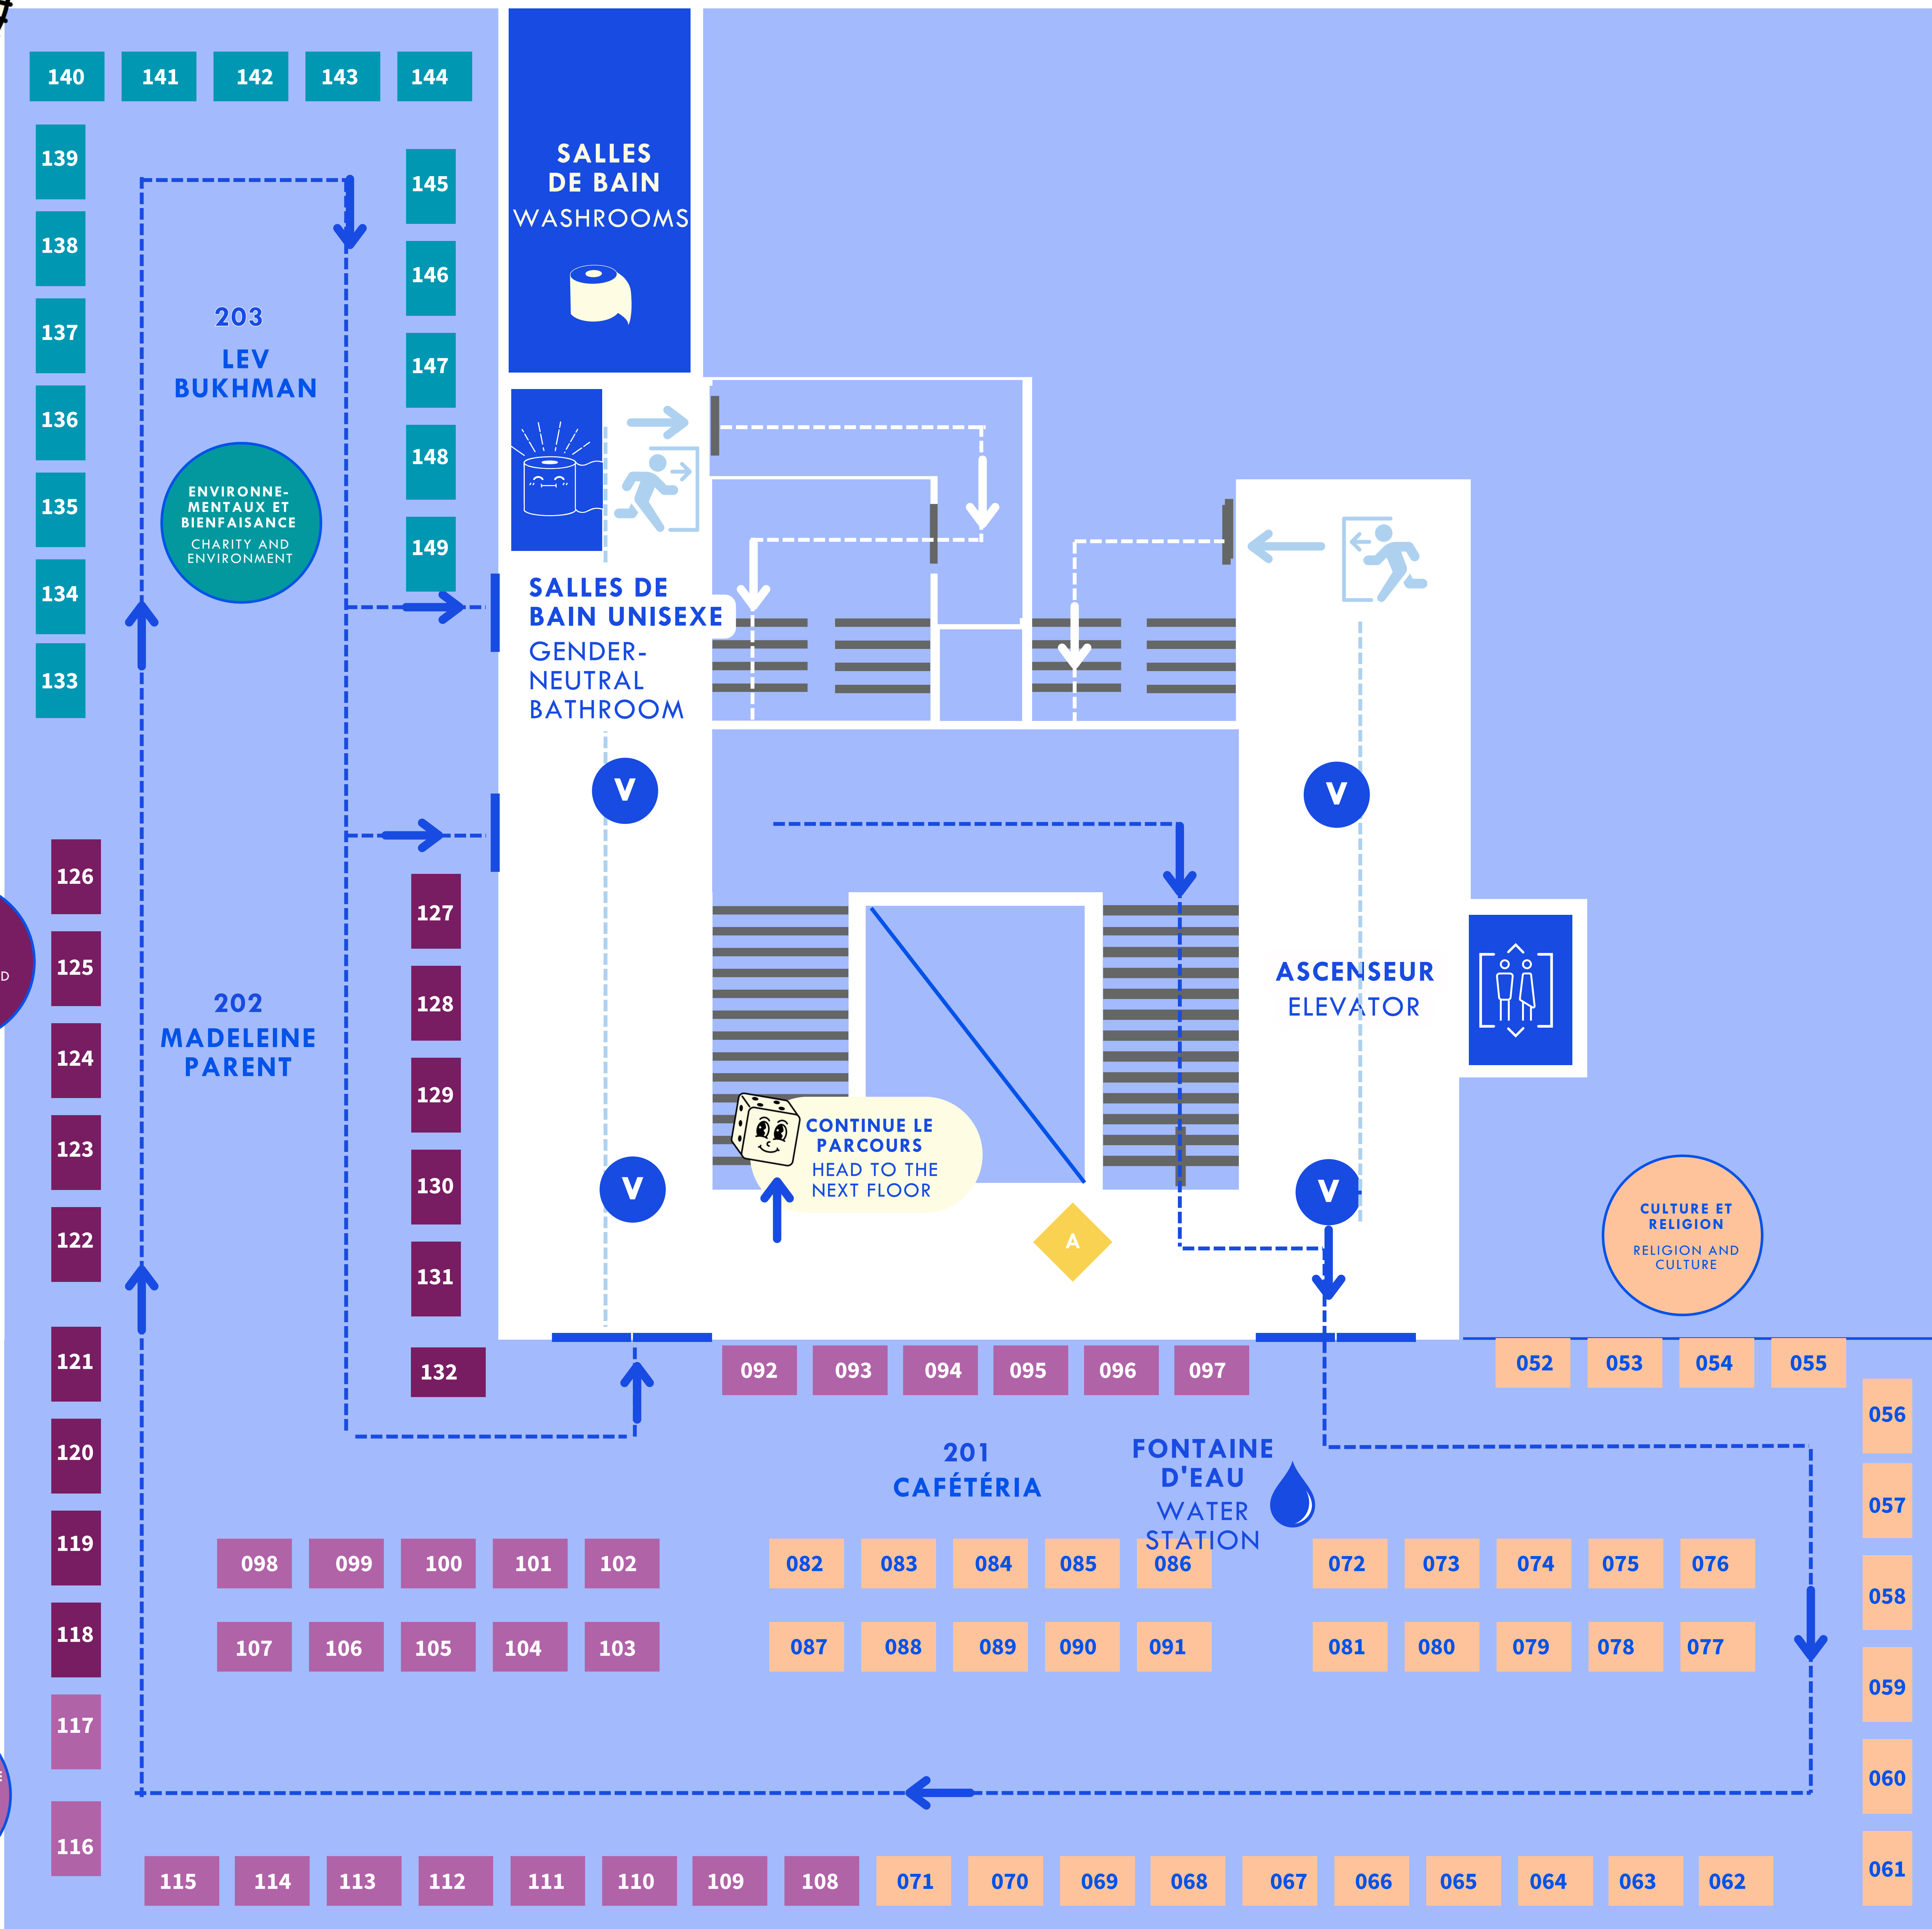 140 141 142 143 144
139
138
137
136
135
134
133
145
146
147
148
149
203
LEV
BUKHMAN
ENVIRONNE-
MENTAUX ET
BIENFAISANCE
CHARITY AND
ENVIRONMENT
SALLES
DE BAIN
WASHROOMS
SALLES DE
BAIN UNISEXE
GENDER-
NEUTRAL
BATHROOM
V
V
V
V
126
125
124
123
122
121
120
119
118
117
116
D
202
MADELEINE
PARENT
127
128
129
130
131
132
CONTINUE LE
PARCOURS
HEAD TO THE
NEXT FLOOR
A
ASCENSEUR
ELEVATOR
CULTURE ET
RELIGION
RELIGION AND
CULTURE
092 093 094 095 096 097
052 053 054 055
056
057
058
059
060
061
201
CAFÉTÉRIA
FONTAINE
D'EAU
WATER
STATION
098 099 100 101 102
107 106 105 104 103
082 083 084 085 086
087 088 089 090 091
072 073 074 075 076
081 080 079 078 077
E
115 114 113 112 111 110 109 108 071 070 069 068 067 066 065 064 063 062